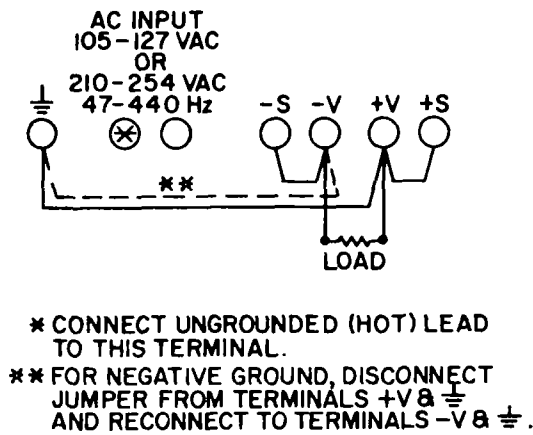 AC INPUT
105-127 VAC
OR
210-254 VAC
47-440 Hz
-S -V +V +S
*
**
LOAD
* CONNECT UNGROUNDED (HOT) LEAD
TO THIS TERMINAL.
** FOR NEGATIVE GROUND, DISCONNECT
JUMPER FROM TERMINALS +V & ⏚
AND RECONNECT TO TERMINALS -V & ⏚.